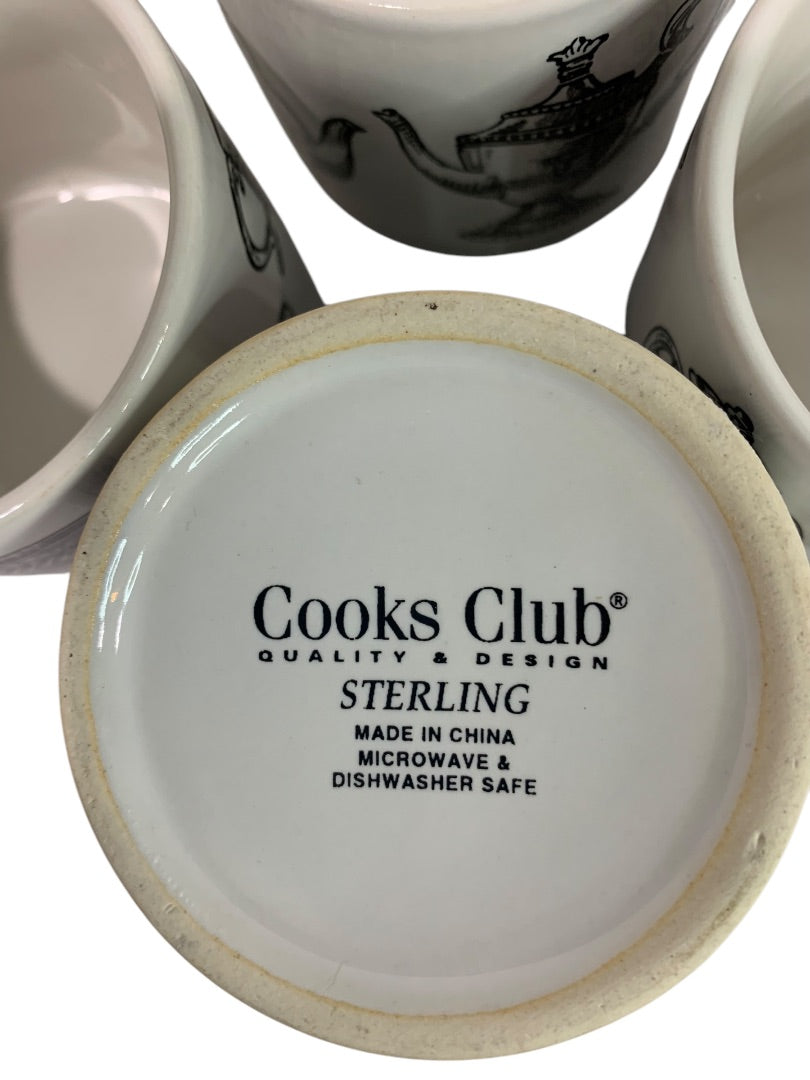 Cooks Club®
QUALITY & DESIGN
STERLING
MADE IN CHINA
MICROWAVE &
DISHWASHER SAFE